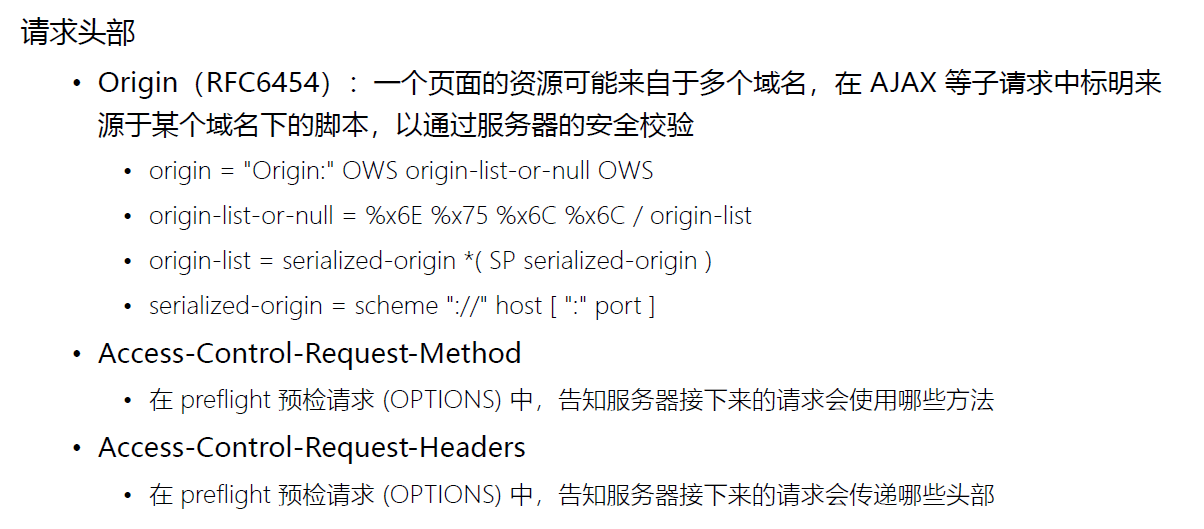 请求头部
• Origin（RFC6454）：一个页面的资源可能来自于多个域名，在 AJAX 等子请求中标明来
源于某个域名下的脚本，以通过服务器的安全校验
• origin = "Origin:" OWS origin-list-or-null OWS
• origin-list-or-null = %x6E %x75 %x6C %x6C / origin-list
• origin-list = serialized-origin *( SP serialized-origin )
• serialized-origin = scheme "://" host [ ":" port ]
• Access-Control-Request-Method
• 在 preflight 预检请求 (OPTIONS) 中，告知服务器接下来的请求会使用哪些方法
• Access-Control-Request-Headers
• 在 preflight 预检请求 (OPTIONS) 中，告知服务器接下来的请求会传递哪些头部